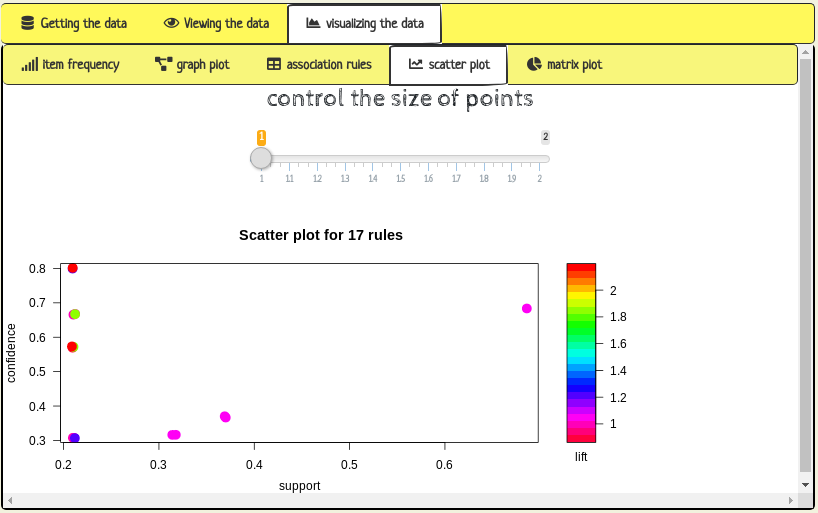 Getting the data Viewing the data visualizing the data
Item frequency graph plot association rules scatter plot matrix plot
control the size of points
1 2
1 1.1 1.2 1.3 1.4 1.5 1.6 1.7 1.8 1.9 2
Scatter plot for 17 rules
0.8
0.7
0.6
0.5
0.4
0.3
confidence
0.2 0.3 0.4 0.5 0.6
support
2
1.8
1.6
1.4
1.2
1
lift